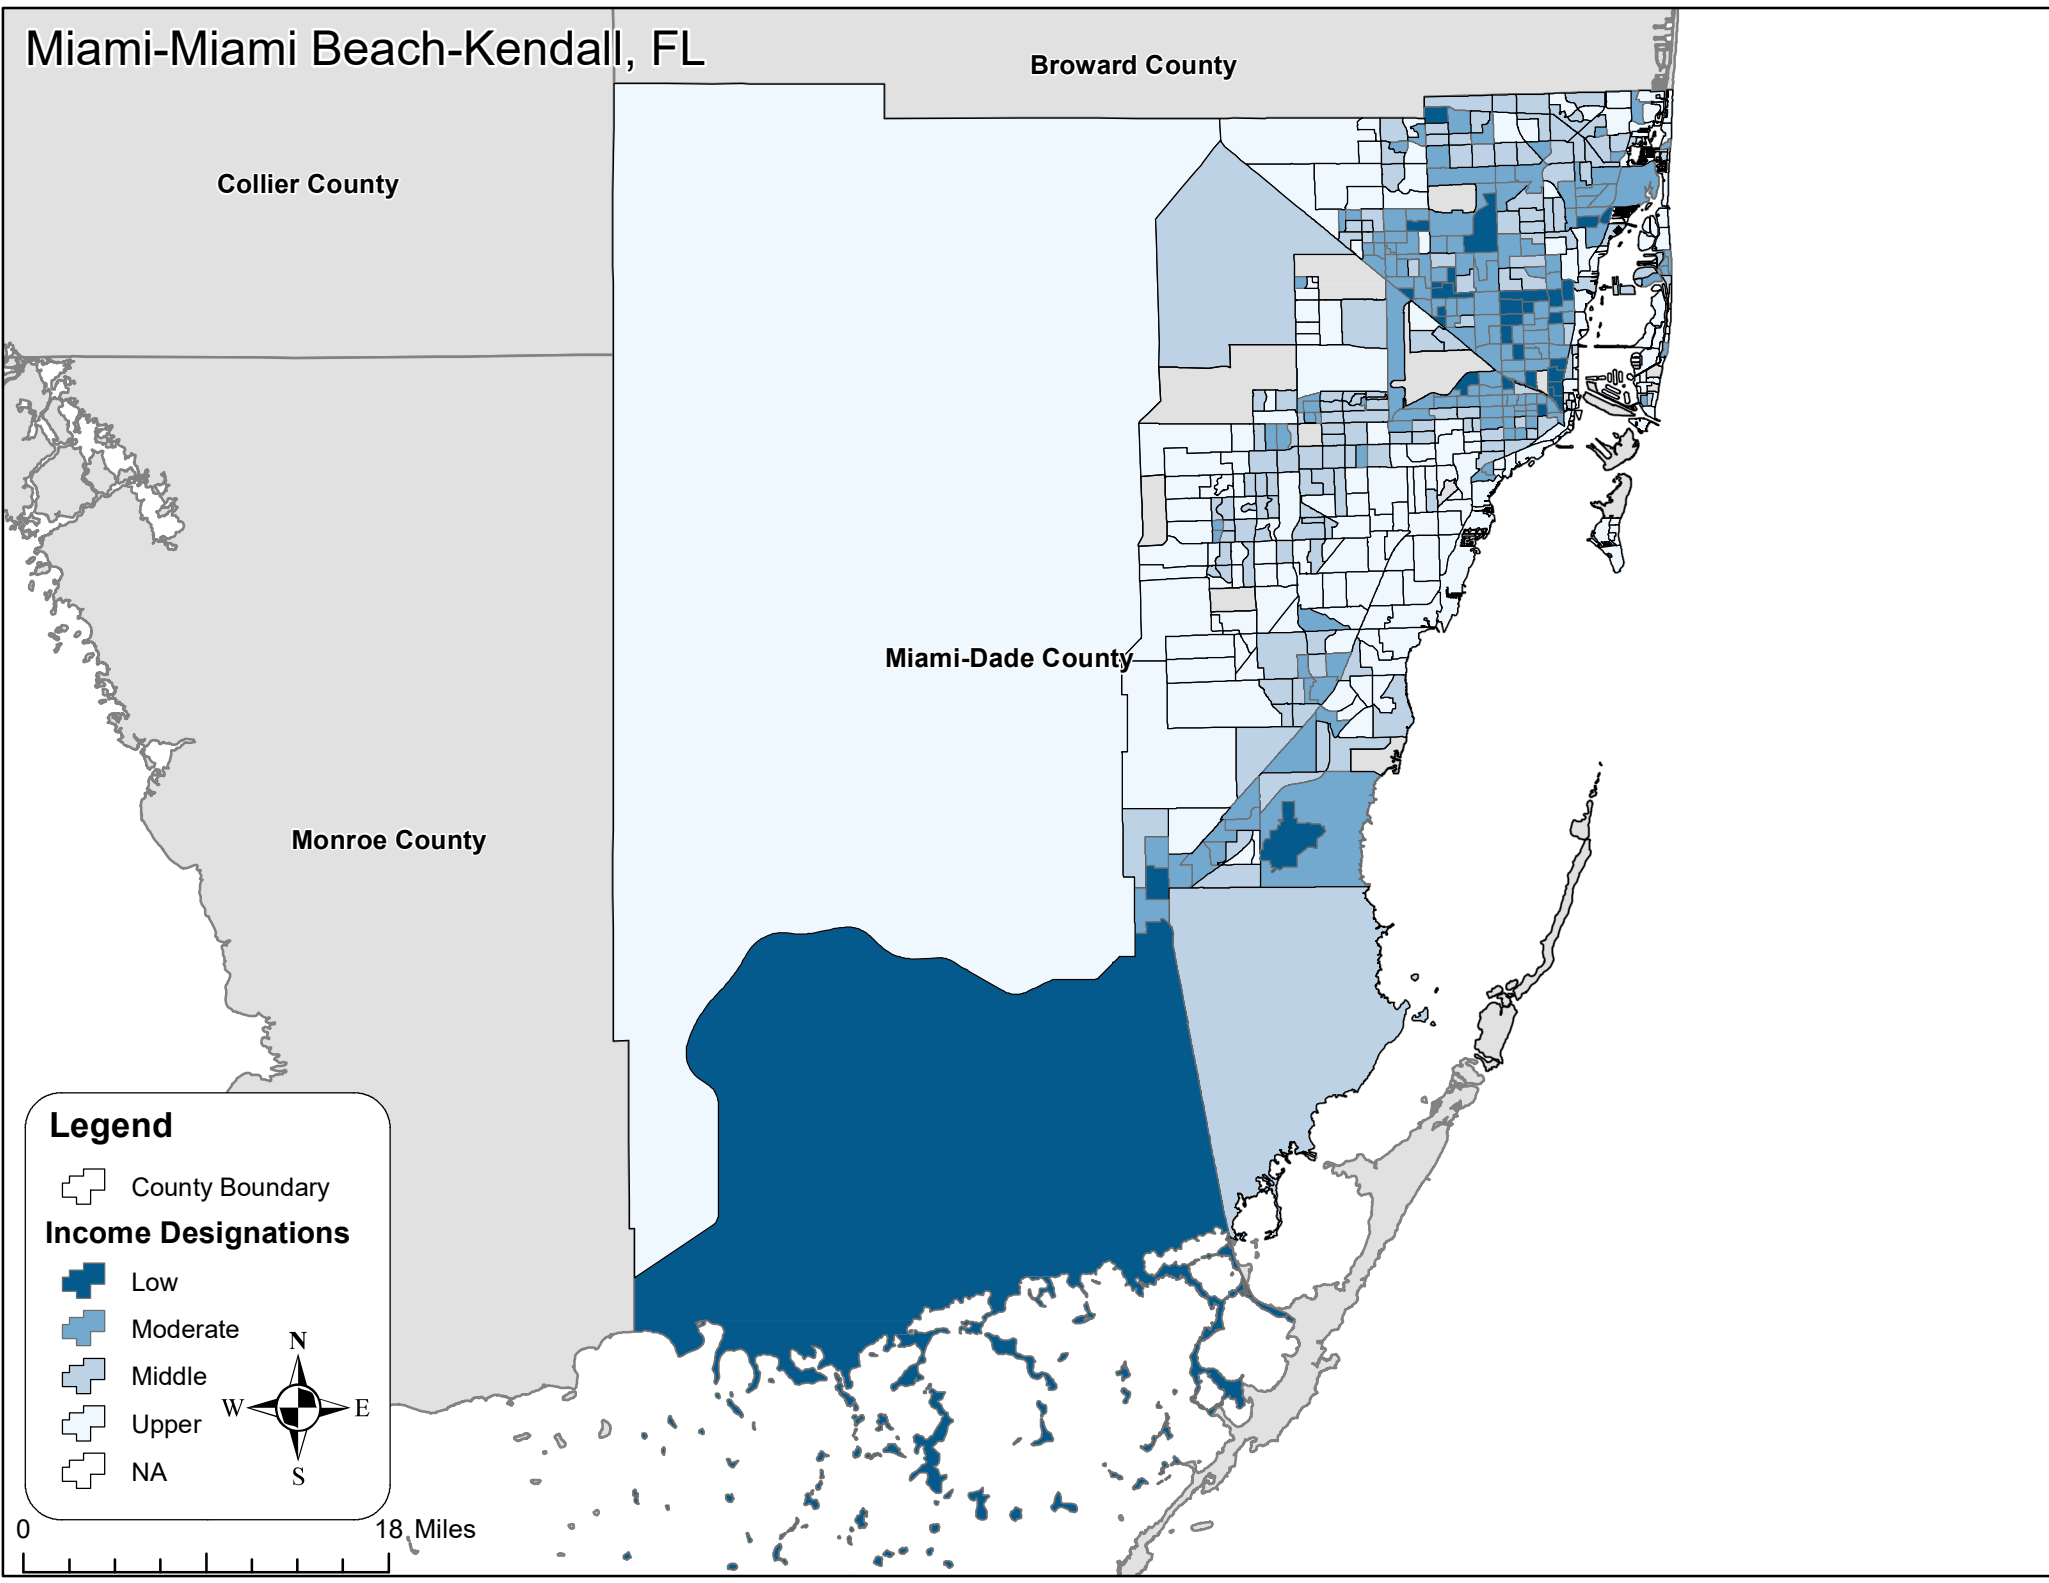 Miami-Miami Beach-Kendall, FL
Broward County
Collier County
Miami-Dade County
Monroe County
Legend
County Boundary
Income Designations
Low
Moderate
Middle
Upper
NA
N
W E
S
0 18 Miles